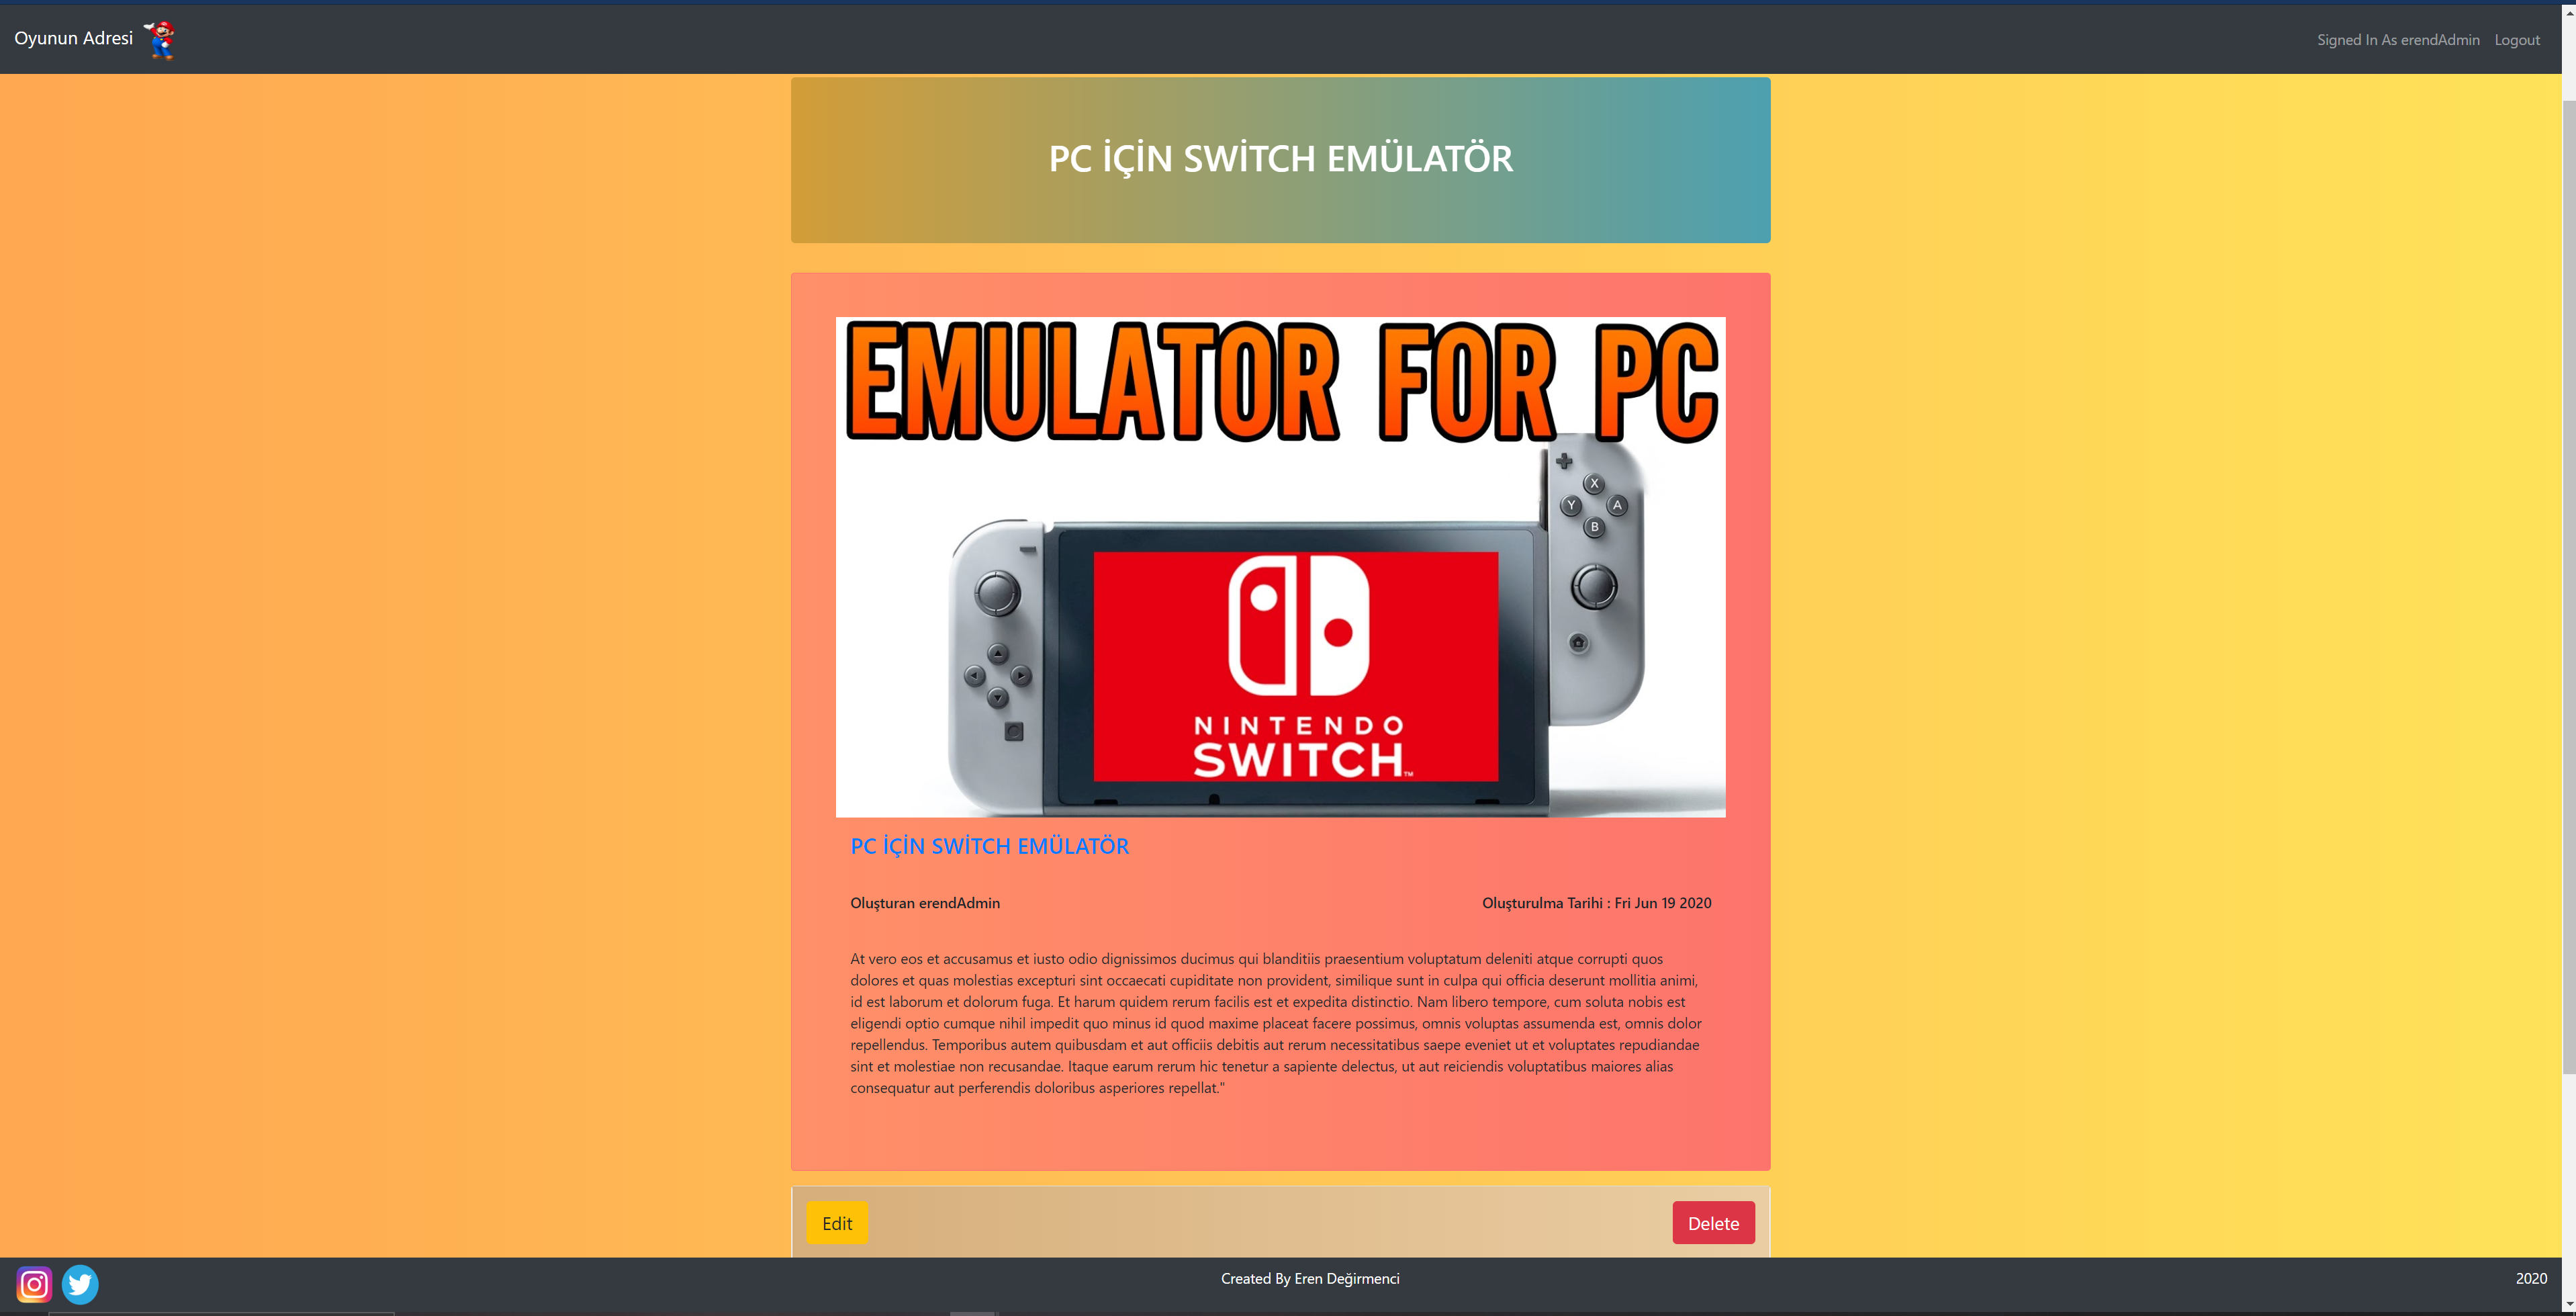 Oyunun Adresi
Signed In As erendAdmin Logout
PC İÇİN SWİTCH EMÜLATÖR
EMULATOR FOR PC
X
Y A
B
NINTENDO
SWITCH™
PC İÇİN SWİTCH EMÜLATÖR
Oluşturan erendAdmin
Oluşturulma Tarihi : Fri Jun 19 2020
At vero eos et accusamus et iusto odio dignissimos ducimus qui blanditiis praesentium voluptatum deleniti atque corrupti quos
dolores et quas molestias excepturi sint occaecati cupiditate non provident, similique sunt in culpa qui officia deserunt mollitia animi,
id est laborum et dolorum fuga. Et harum quidem rerum facilis est et expedita distinctio. Nam libero tempore, cum soluta nobis est
eligendi optio cumque nihil impedit quo minus id quod maxime placeat facere possimus, omnis voluptas assumenda est, omnis dolor
repellendus. Temporibus autem quibusdam et aut officiis debitis aut rerum necessitatibus saepe eveniet ut et voluptates repudiandae
sint et molestiae non recusandae. Itaque earum rerum hic tenetur a sapiente delectus, ut aut reiciendis voluptatibus maiores alias
consequatur aut perferendis doloribus asperiores repellat."
Edit
Delete
Created By Eren Değirmenci
2020